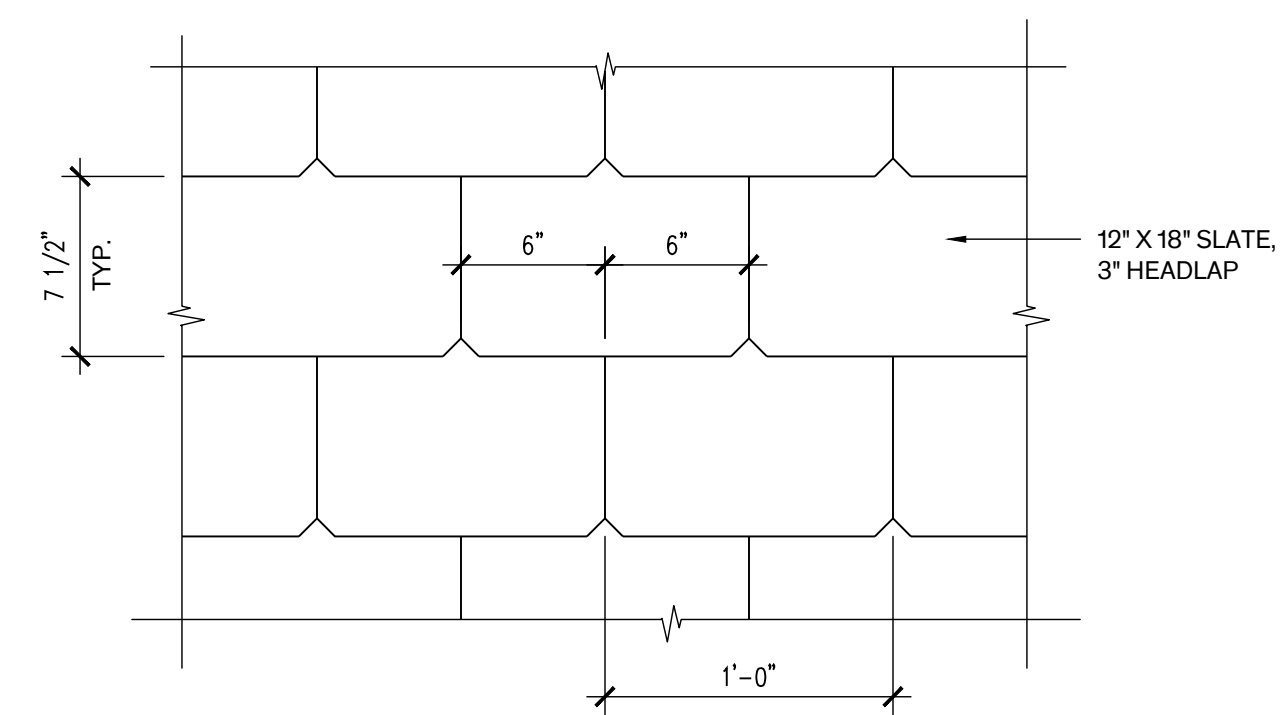 6" 6"
7 1/2"
TYP.
12" X 18" SLATE,
3" HEADLAP
1'-0"